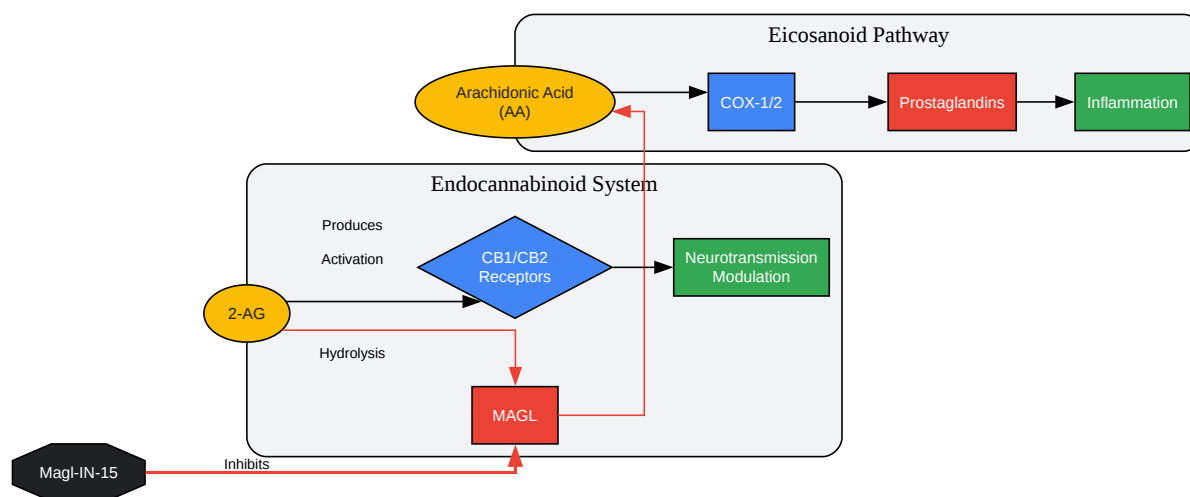 Eicosanoid Pathway
Arachidonic Acid
(AA)
COX-1/2
Prostaglandins
Inflammation
Endocannabinoid System
Produces
Activation
CB1/CB2
Receptors
Neurotransmission
Modulation
2-AG
Hydrolysis
MAGL
Magl-IN-15
Inhibits